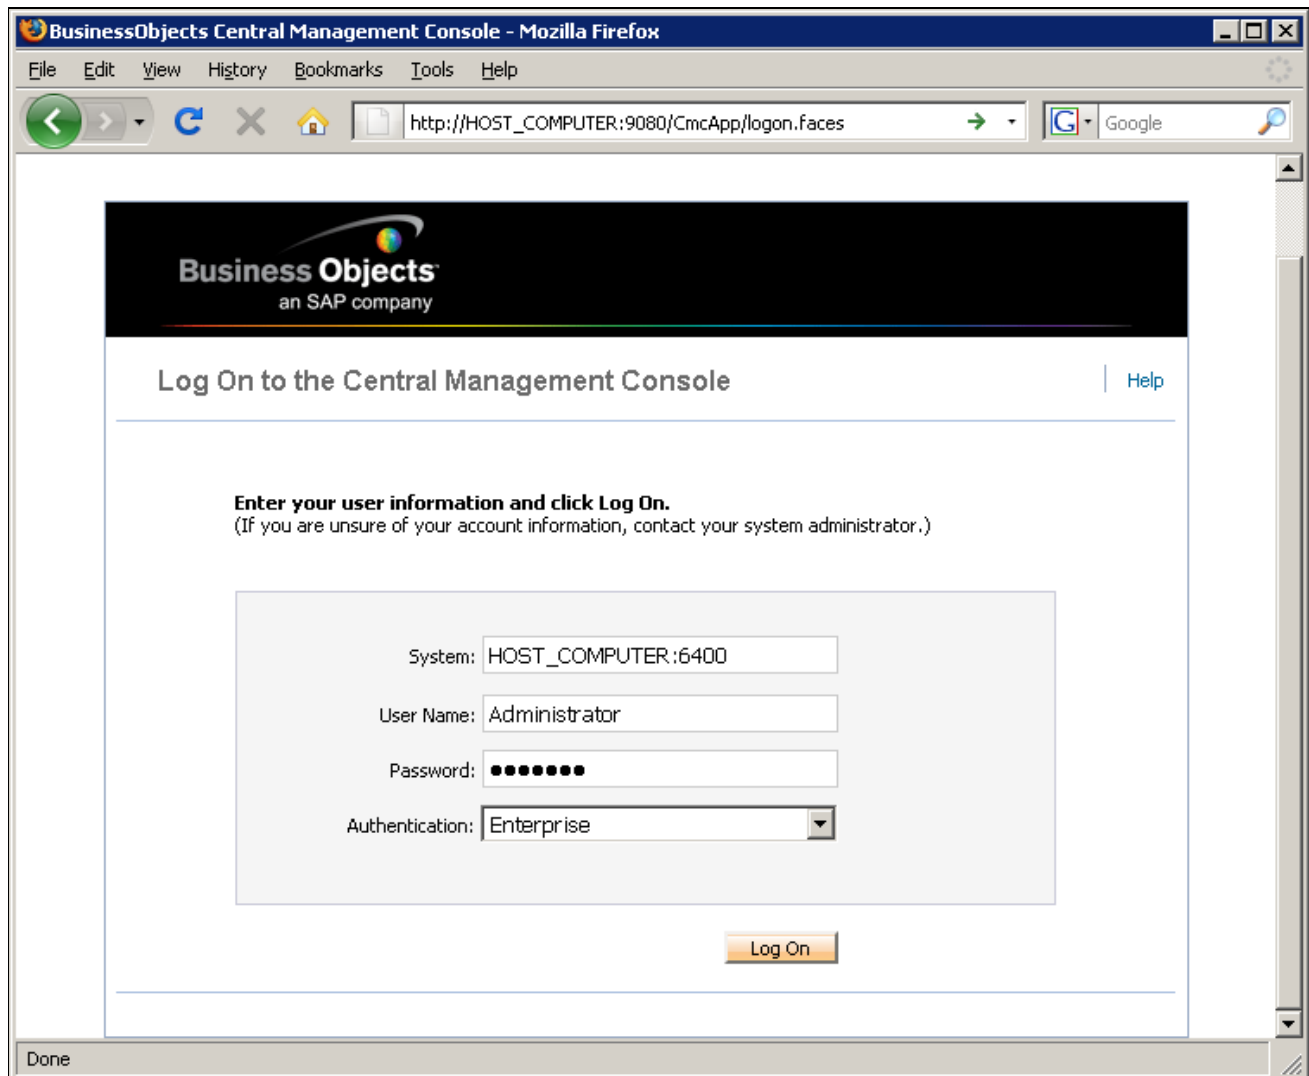 BusinessObjects Central Management Console - Mozilla Firefox
File Edit View History Bookmarks Tools Help
http://HOST_COMPUTER:9080/CmcApp/logon.faces
G Google
Business Objects
an SAP company
Log On to the Central Management Console
Help
Enter your user information and click Log On.
(If you are unsure of your account information, contact your system administrator.)
System: HOST_COMPUTER:6400
User Name: Administrator
Password: ●●●●●●●
Authentication: Enterprise
Log On
Done